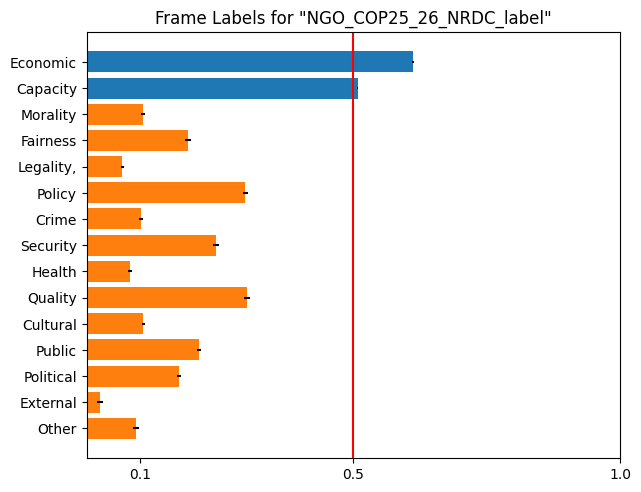 Frame Labels for "NGO_COP25_26_NRDC_label"
Economic
Capacity
Morality
Fairness
Legality,
Policy
Crime
Security
Health
Quality
Cultural
Public
Political
External
Other
0.1 0.5 1.0